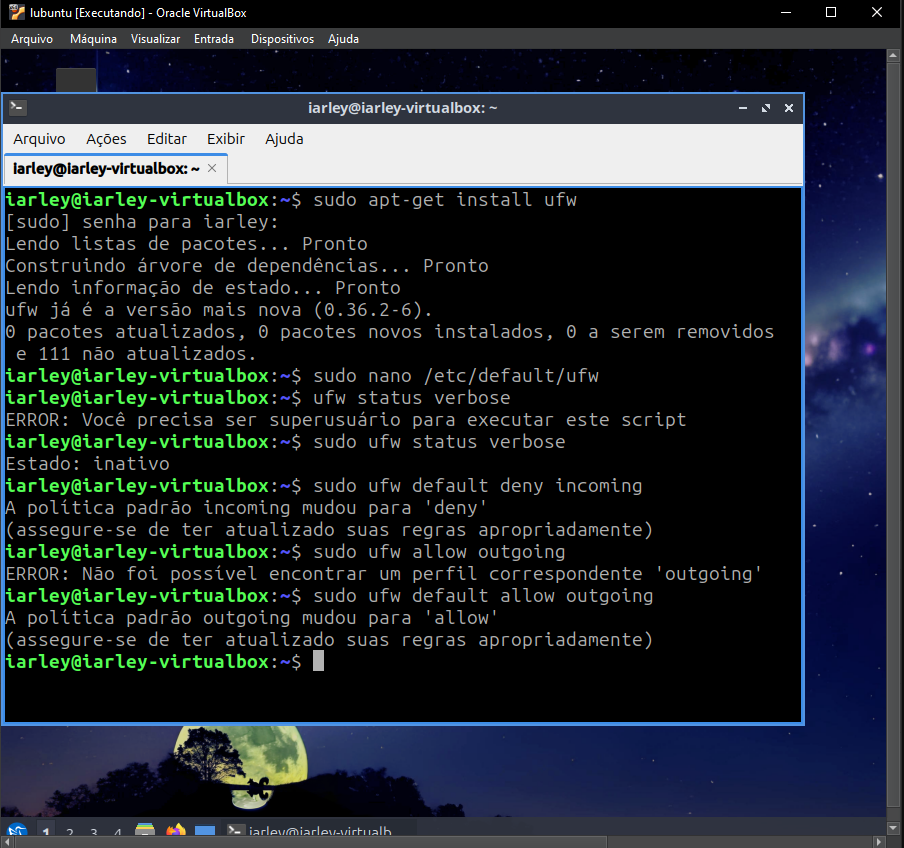 lubuntu [Executando] - Oracle VirtualBox
Arquivo Máquina Visualizar Entrada Dispositivos Ajuda
iarley@iarley-virtualbox: ~
Arquivo Ações Editar Exibir Ajuda
iarley@iarley-virtualbox: ~ ×
iarley@iarley-virtualbox:~$ sudo apt-get install ufw
[sudo] senha para iarley:
Lendo listas de pacotes... Pronto
Construindo árvore de dependências... Pronto
Lendo informação de estado... Pronto
ufw já é a versão mais nova (0.36.2-6).
0 pacotes atualizados, 0 pacotes novos instalados, 0 a serem removidos
 e 111 não atualizados.
iarley@iarley-virtualbox:~$ sudo nano /etc/default/ufw
iarley@iarley-virtualbox:~$ ufw status verbose
ERROR: Você precisa ser superusuário para executar este script
iarley@iarley-virtualbox:~$ sudo ufw status verbose
Estado: inativo
iarley@iarley-virtualbox:~$ sudo ufw default deny incoming
A política padrão incoming mudou para 'deny'
(assegure-se de ter atualizado suas regras apropriadamente)
iarley@iarley-virtualbox:~$ sudo ufw allow outgoing
ERROR: Não foi possível encontrar um perfil correspondente 'outgoing'
iarley@iarley-virtualbox:~$ sudo ufw default allow outgoing
A política padrão outgoing mudou para 'allow'
(assegure-se de ter atualizado suas regras apropriadamente)
iarley@iarley-virtualbox:~$
1 2 3 4 iarley@iarley-virtualb